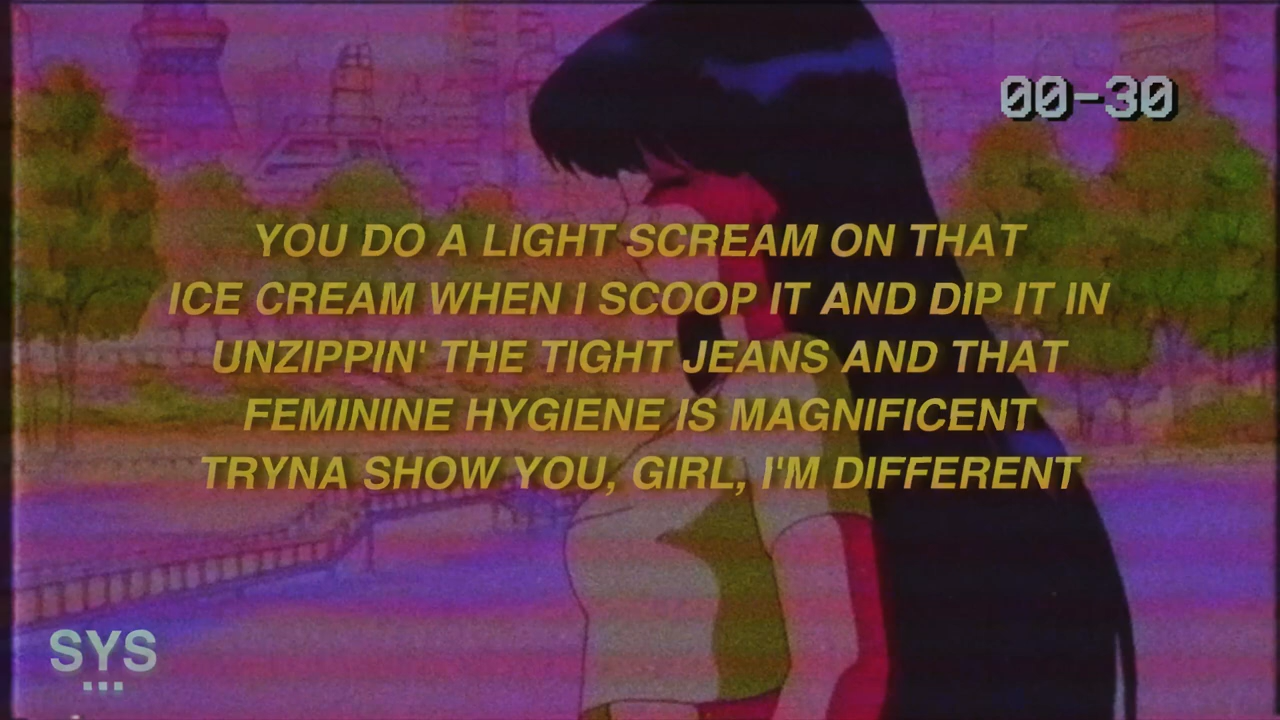 00-30
YOU DO A LIGHT SCREAM ON THAT
ICE CREAM WHEN I SCOOP IT AND DIP IT IN
UNZIPPIN' THE TIGHT JEANS AND THAT
FEMININE HYGIENE IS MAGNIFICENT
TRYNA SHOW YOU, GIRL, I'M DIFFERENT
SYS
...